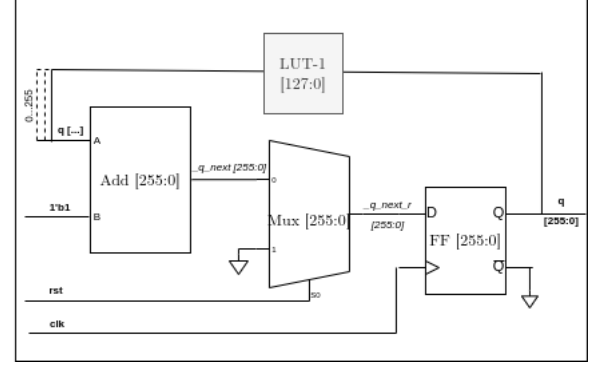 LUT-1
[127:0]
0...255
q [...]
A
Add [255:0]
_q_next [255:0]
0
1'b1
B
Mux [255:0]
1
_q_next_r
[255:0]
D
Q
FF [255:0]
Q
q
[255:0]
rst
S0
clk